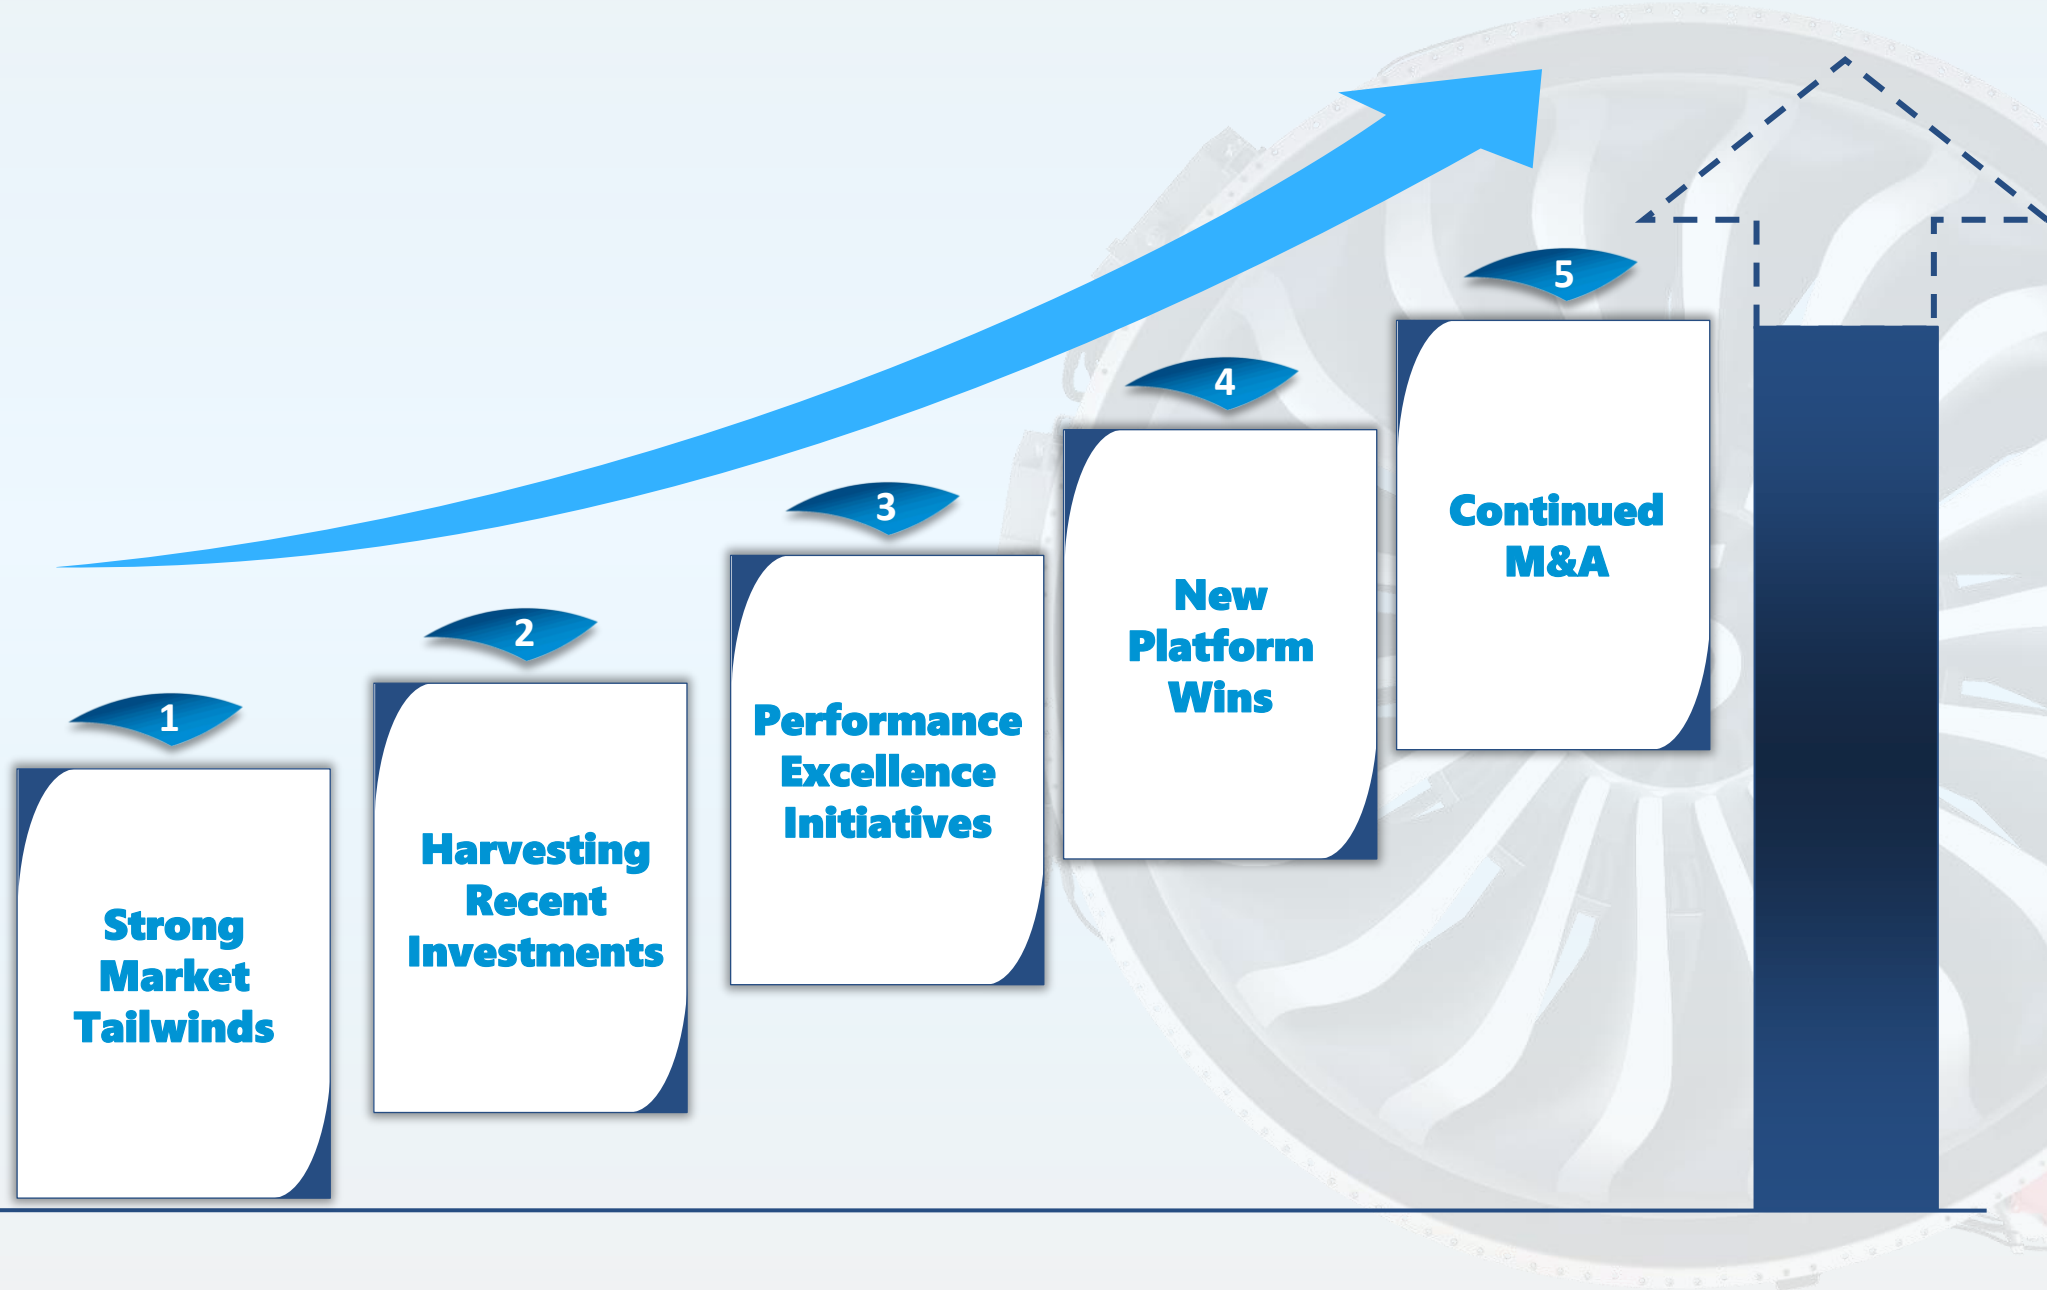 1
Strong
Market
Tailwinds
2
Harvesting
Recent
Investments
3
Performance
Excellence
Initiatives
4
New
Platform
Wins
5
Continued
M&A